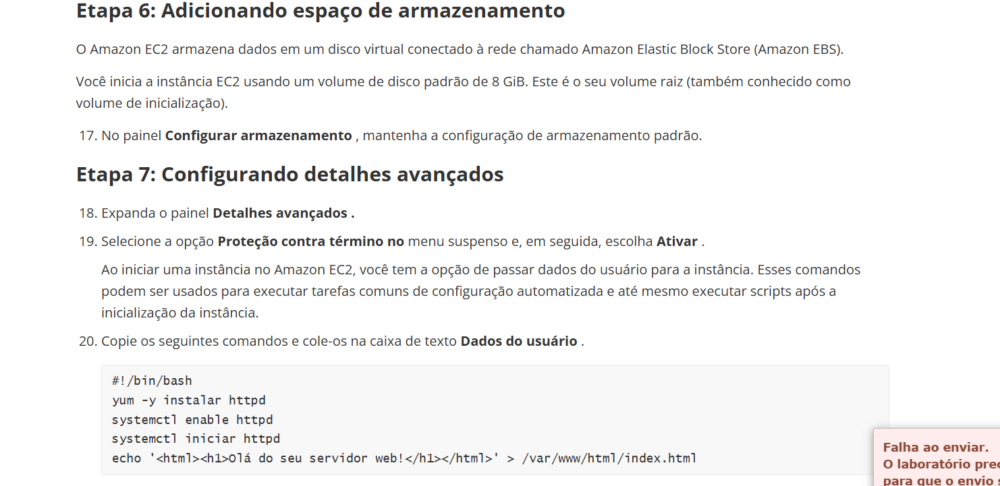 Etapa 6: Adicionando espaço de armazenamento
O Amazon EC2 armazena dados em um disco virtual conectado à rede chamado Amazon Elastic Block Store (Amazon EBS).
Você inicia a instância EC2 usando um volume de disco padrão de 8 GiB. Este é o seu volume raiz (também conhecido como
volume de inicialização).
17. No painel Configurar armazenamento , mantenha a configuração de armazenamento padrão.
Etapa 7: Configurando detalhes avançados
18. Expanda o painel Detalhes avançados .
19. Selecione a opção Proteção contra término no menu suspenso e, em seguida, escolha Ativar .
Ao iniciar uma instância no Amazon EC2, você tem a opção de passar dados do usuário para a instância. Esses comandos
podem ser usados para executar tarefas comuns de configuração automatizada e até mesmo executar scripts após a
inicialização da instância.
20. Copie os seguintes comandos e cole-os na caixa de texto Dados do usuário .
#!/bin/bash
yum -y instalar httpd
systemctl enable httpd
systemctl iniciar httpd
echo '<html><h1>Olá do seu servidor web!</h1></html>' > /var/www/html/index.html
Falha ao enviar.
O laboratório
para que o envio